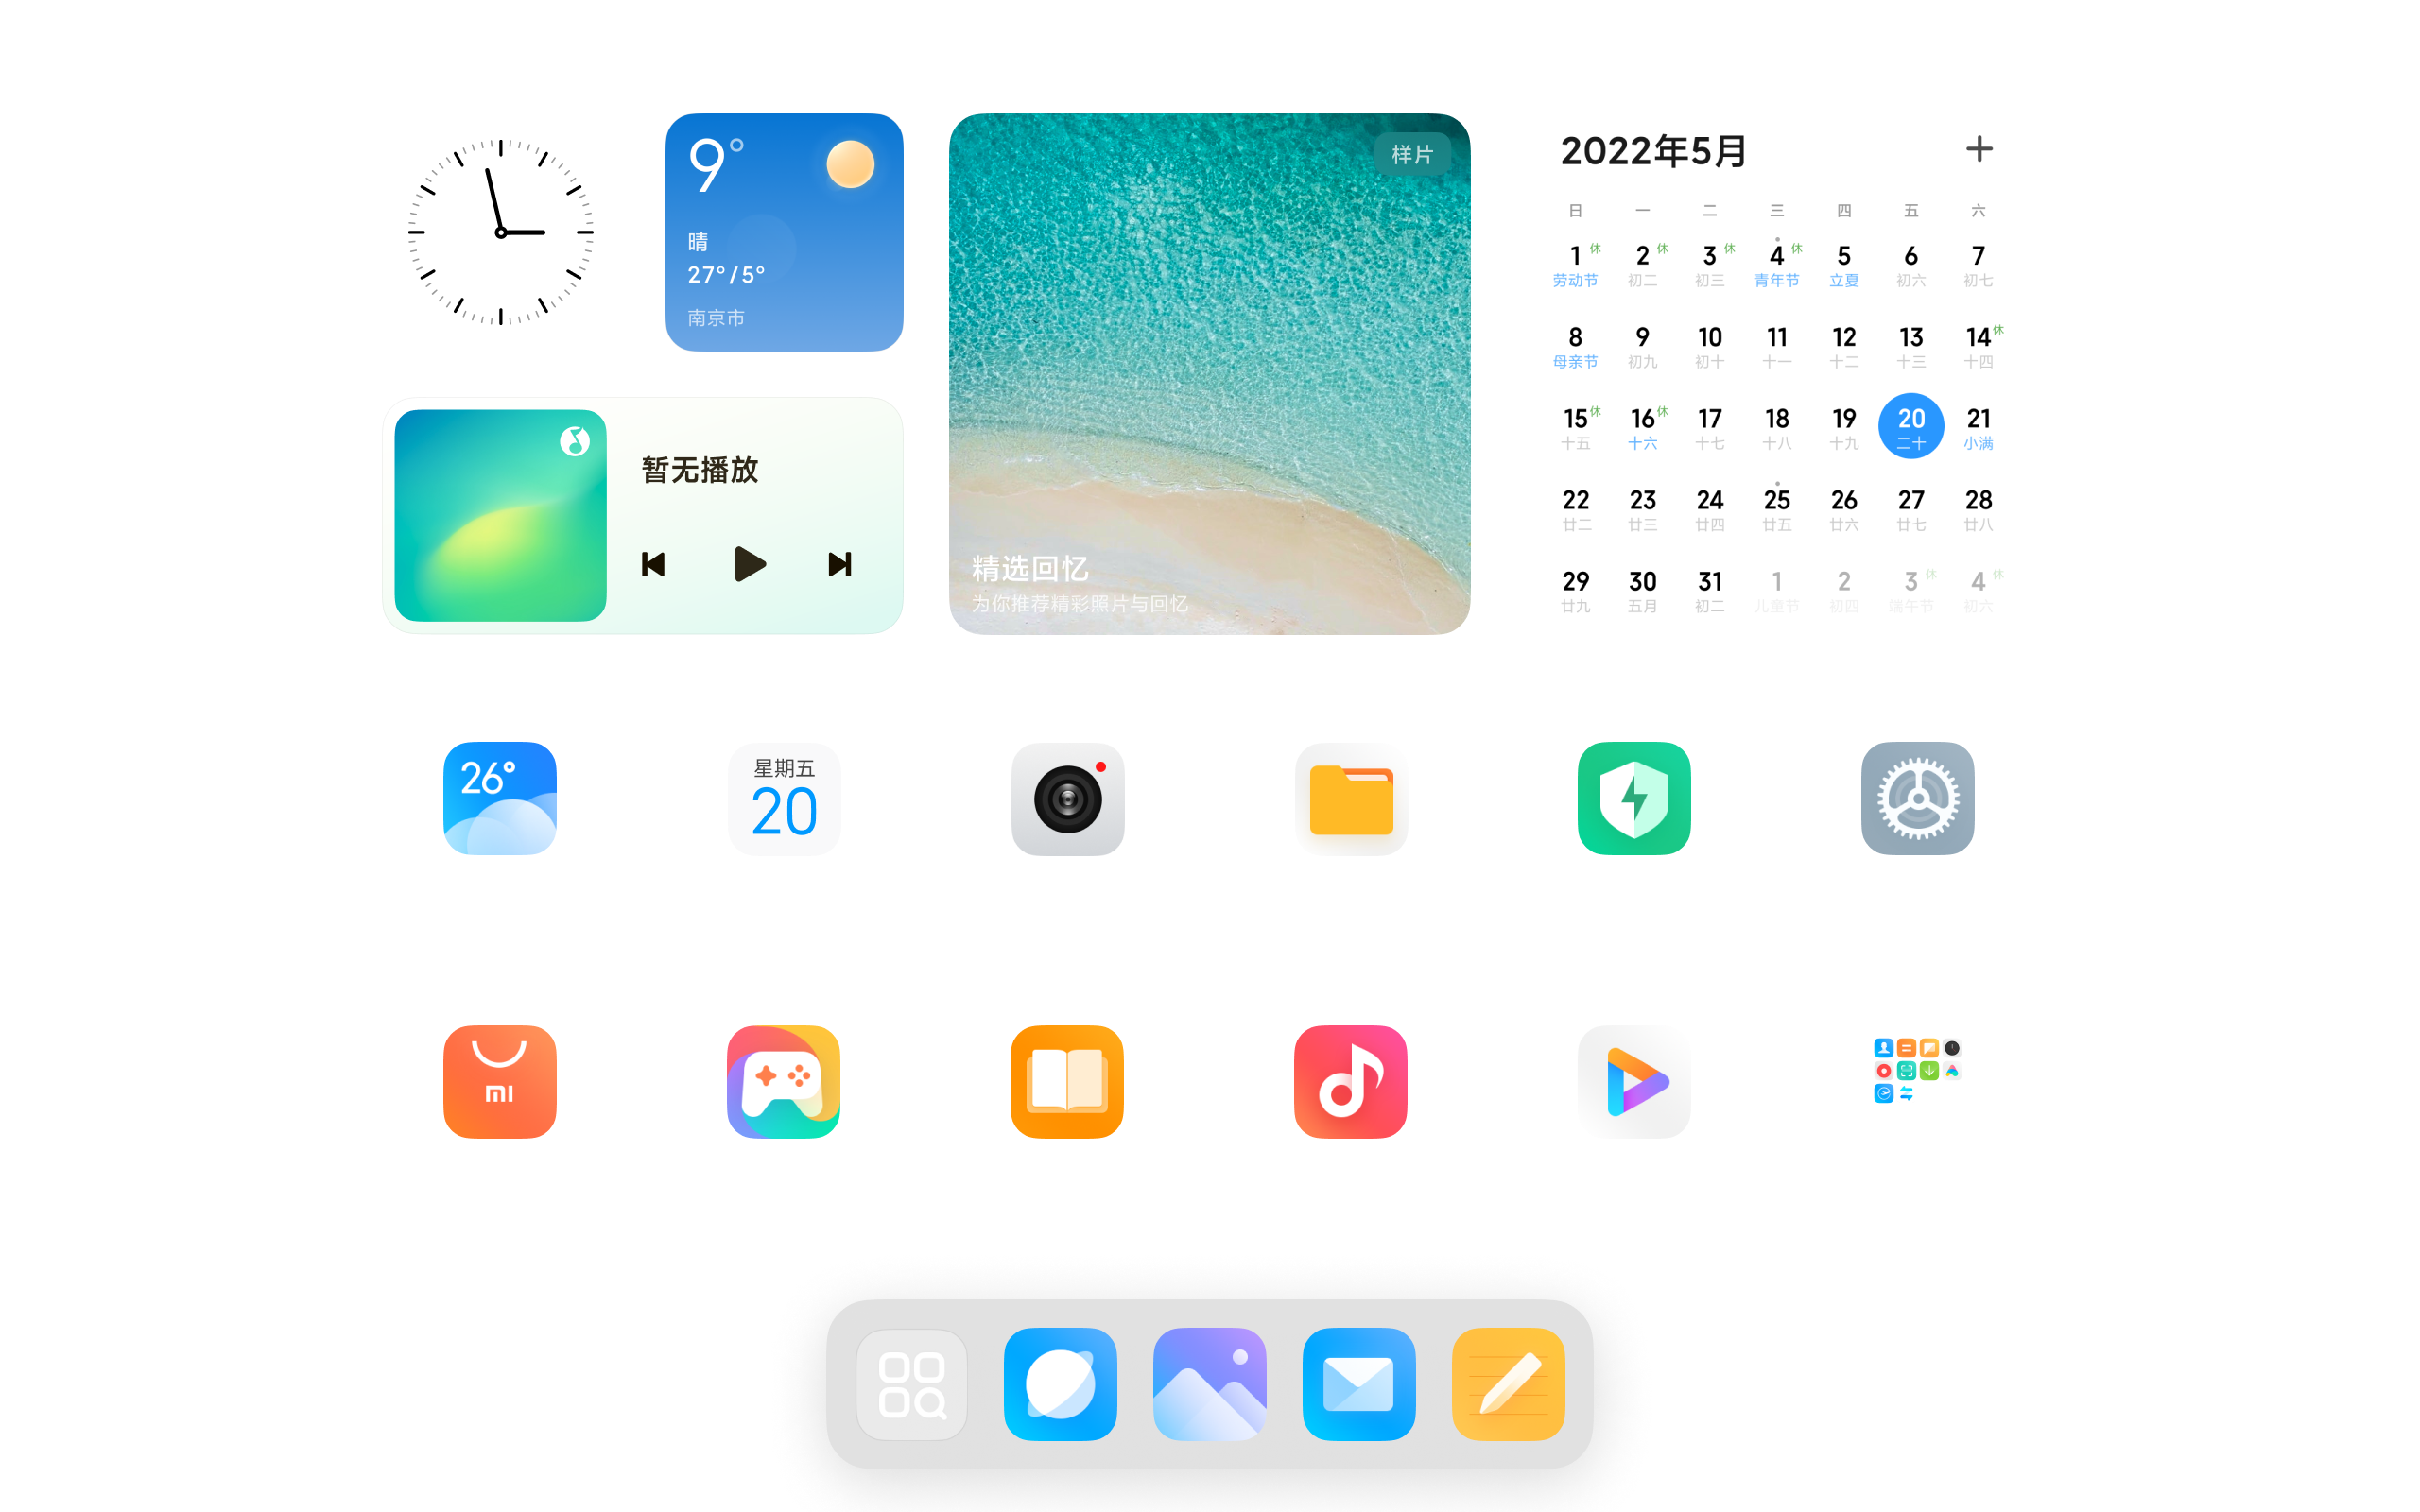 9°
晴
27°/5°
南京市
样片
精选回忆
为你推荐精彩照片与回忆
2022年5月
日 一 二 三 四 五 六
1 休 2 休 3 休 4 休 5 6 7
劳动节 初二 初三 青年节 立夏 初六 初七
8 9 10 11 12 13 14 休
母亲节 初九 初十 十一 十二 十三 十四
15 休 16 休 17 18 19 20 21
十五 十六 十七 十八 十九 二十 小满
22 23 24 25 26 27 28
廿二 廿三 廿四 廿五 廿六 廿七 廿八
29 30 31 1 2 3 休 4 休
廿九 五月 初二 儿童节 初四 端午节 初六
暂无播放
26°
星期五
20
mi